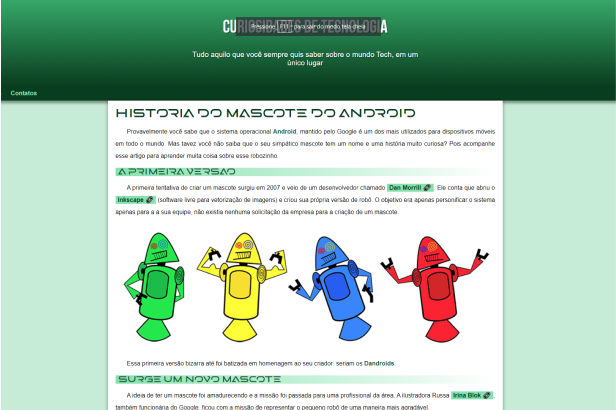 CURIOSIDADES DE TECNOLOGIA
Pressione F11 para sair do modo tela cheia
Tudo aquilo que você sempre quis saber sobre o mundo Tech, em um
único lugar
Contatos
HISTORIA DO MASCOTE DO ANDROID
Provavelmente você sabe que o sistema operacional Android, mantido pelo Google é um dos mais utilizados para dispositivos móveis
em todo o mundo. Mas tavez você não saiba que o seu simpático mascote tem um nome e uma história muito curiosa? Pois acompanhe
esse artigo para aprender muita coisa sobre esse robozinho.
A PRIMEIRA VERSAO
A primeira tentativa de criar um mascote surgiu em 2007 e veio de um desenvolvedor chamado Dan Morrill. Ele conta que abriu o
Inkscape (software livre para vetorização de imagens) e criou sua própria versão de robô. O objetivo era apenas personificar o sistema
apenas para a a sua equipe, não existia nenhuma solicitação da empresa para a criação de um mascote.
Essa primeira versão bizarra até foi batizada em homenagem ao seu criador: seriam os Dandroids
SURGE UM NOVO MASCOTE
A ideia de ter um mascote foi amadurecendo e a missão foi passada para uma profissional da área. A ilustradora Russa Irina Blok,
também funcionária do Google, ficou com a missão de representar o pequeno robô de uma maneira mais agradável